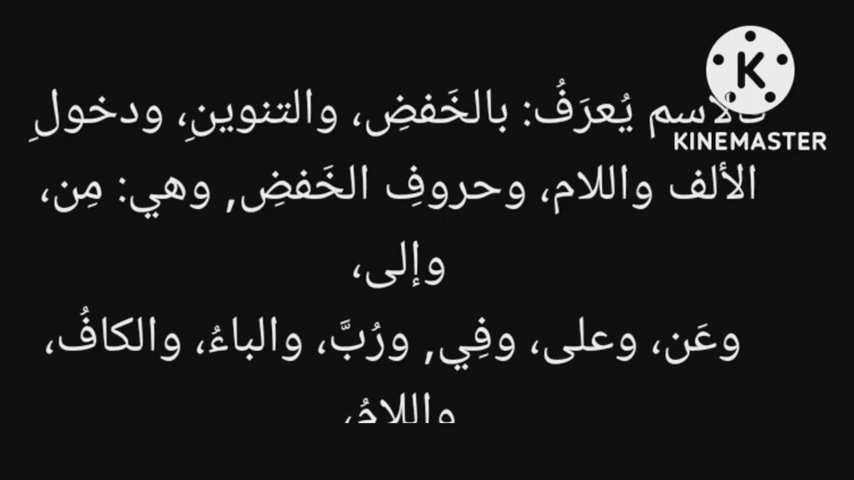 فالاسم يُعرَفُ: بالخَفضِ، والتنوينِ، ودخولِ
الألف واللام، وحروفِ الخَفضِ, وهي: مِن،
وإلى،
وعَن، وعلى، وفِي, ورُبَّ، والباءُ، والكافُ،
واللامُ،
KINEMASTER